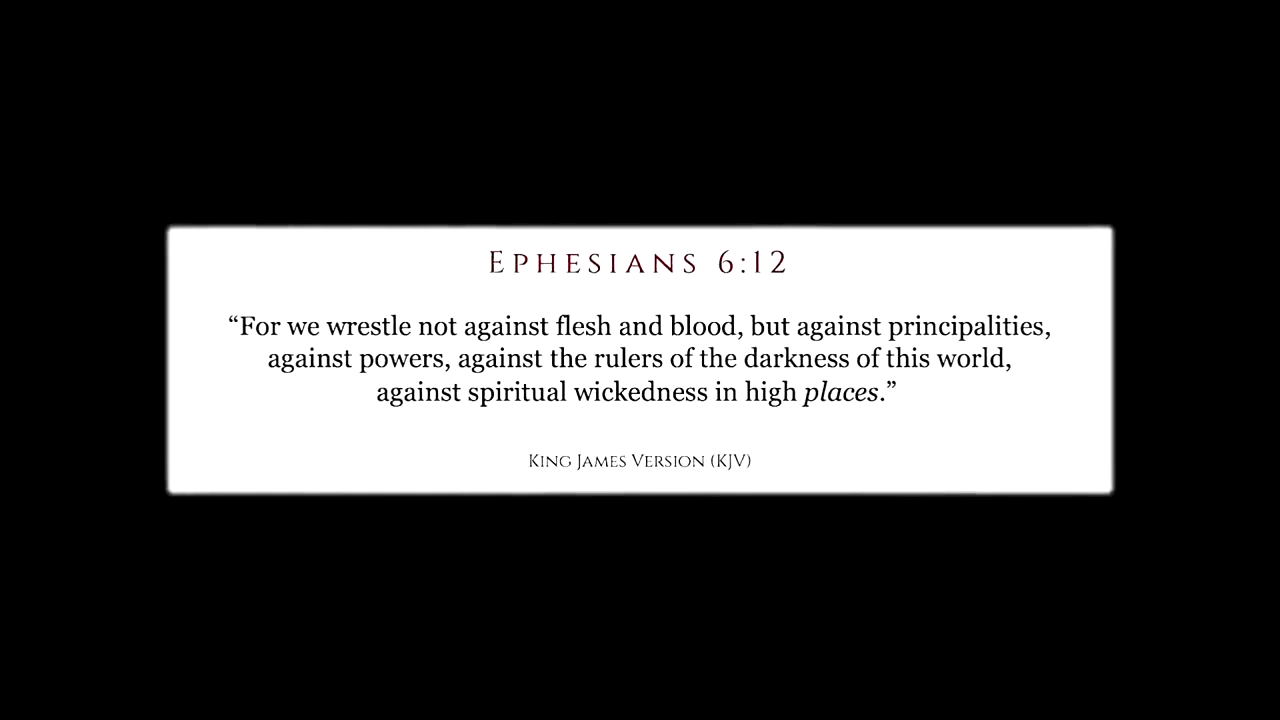 Ephesians 6:12
“For we wrestle not against flesh and blood, but against principalities,
against powers, against the rulers of the darkness of this world,
against spiritual wickedness in high places.”
King James Version (KJV)